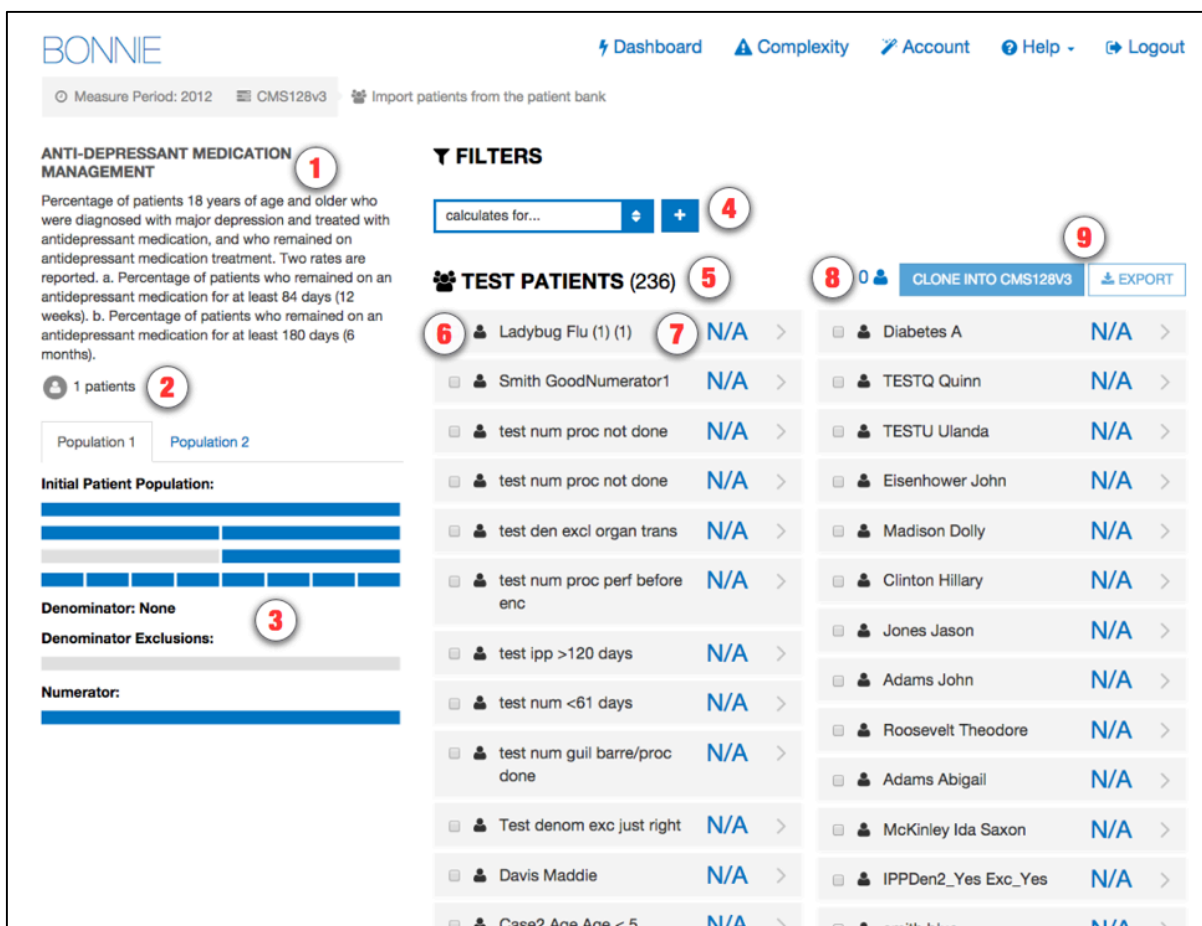 BONNIE
Dashboard
Complexity
Account
Help
Logout
Measure Period: 2012
CMS128v3
Import patients from the patient bank
ANTI-DEPRESSANT MEDICATION
MANAGEMENT
1
Percentage of patients 18 years of age and older who
were diagnosed with major depression and treated with
antidepressant medication, and who remained on
antidepressant medication treatment. Two rates are
reported. a. Percentage of patients who remained on an
antidepressant medication for at least 84 days (12
weeks). b. Percentage of patients who remained on an
antidepressant medication for at least 180 days (6
months).
1 patients
2
Population 1
Population 2
Initial Patient Population:
Denominator: None
3
Denominator Exclusions:
Numerator:
FILTERS
calculates for...
+
4
TEST PATIENTS (236)
5
8
0
CLONE INTO CMS128V3
9
EXPORT
6
Ladybug Flu (1) (1)
7
N/A
Smith GoodNumerator1
N/A
test num proc not done
N/A
test num proc not done
N/A
test den excl organ trans
N/A
test num proc perf before
enc
N/A
test ipp >120 days
N/A
test num <61 days
N/A
test num guil barre/proc
done
N/A
Test denom exc just right
N/A
Davis Maddie
N/A
Case2 Age Age < 5
N/A
Diabetes A
N/A
TESTQ Quinn
N/A
TESTU Ulanda
N/A
Eisenhower John
N/A
Madison Dolly
N/A
Clinton Hillary
N/A
Jones Jason
N/A
Adams John
N/A
Roosevelt Theodore
N/A
Adams Abigail
N/A
McKinley Ida Saxon
N/A
IPPDen2_Yes Exc_Yes
N/A
N/A